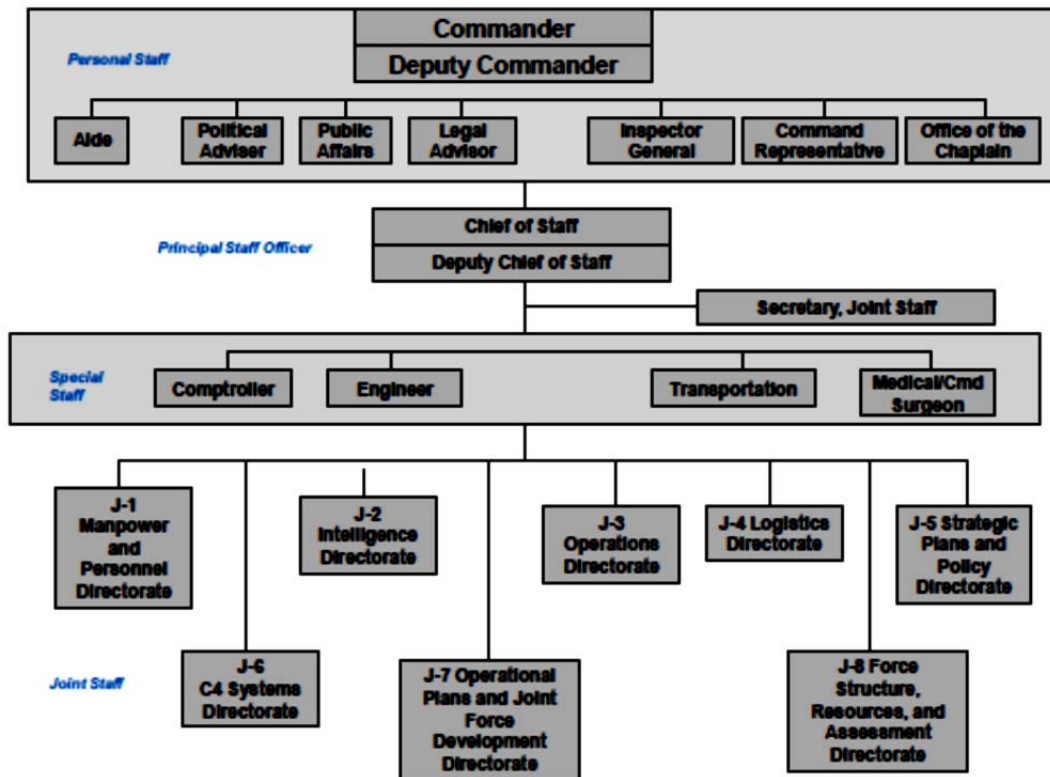 Commander
Personal Staff
Deputy Commander
Aide
Political
Adviser
Public
Affairs
Legal
Advisor
Inspector
General
Command
Representative
Office of the
Chaplain
Chief of Staff
Principal Staff Officer
Deputy Chief of Staff
Secretary, Joint Staff
Special
Staff
Comptroller
Engineer
Transportation
Medical/Cmd
Surgeon
J-1
Manpower
and
Personnel
Directorate
J-2
Intelligence
Directorate
J-3
Operations
Directorate
J-4 Logistics
Directorate
J-5 Strategic
Plans and
Policy
Directorate
Joint Staff
J-6
C4 Systems
Directorate
J-7 Operational
Plans and Joint
Force
Development
Directorate
J-8 Force
Structure,
Resources, and
Assessment
Directorate